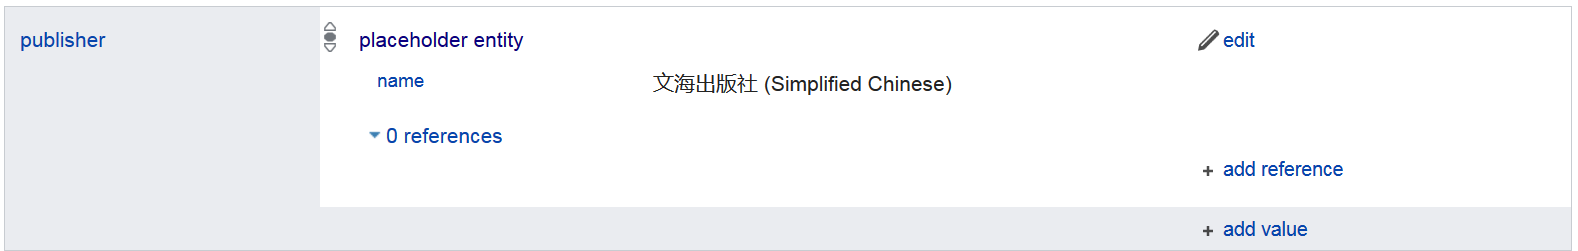 publisher
placeholder entity
edit
name
文海出版社 (Simplified Chinese)
0 references
+ add reference
+ add value